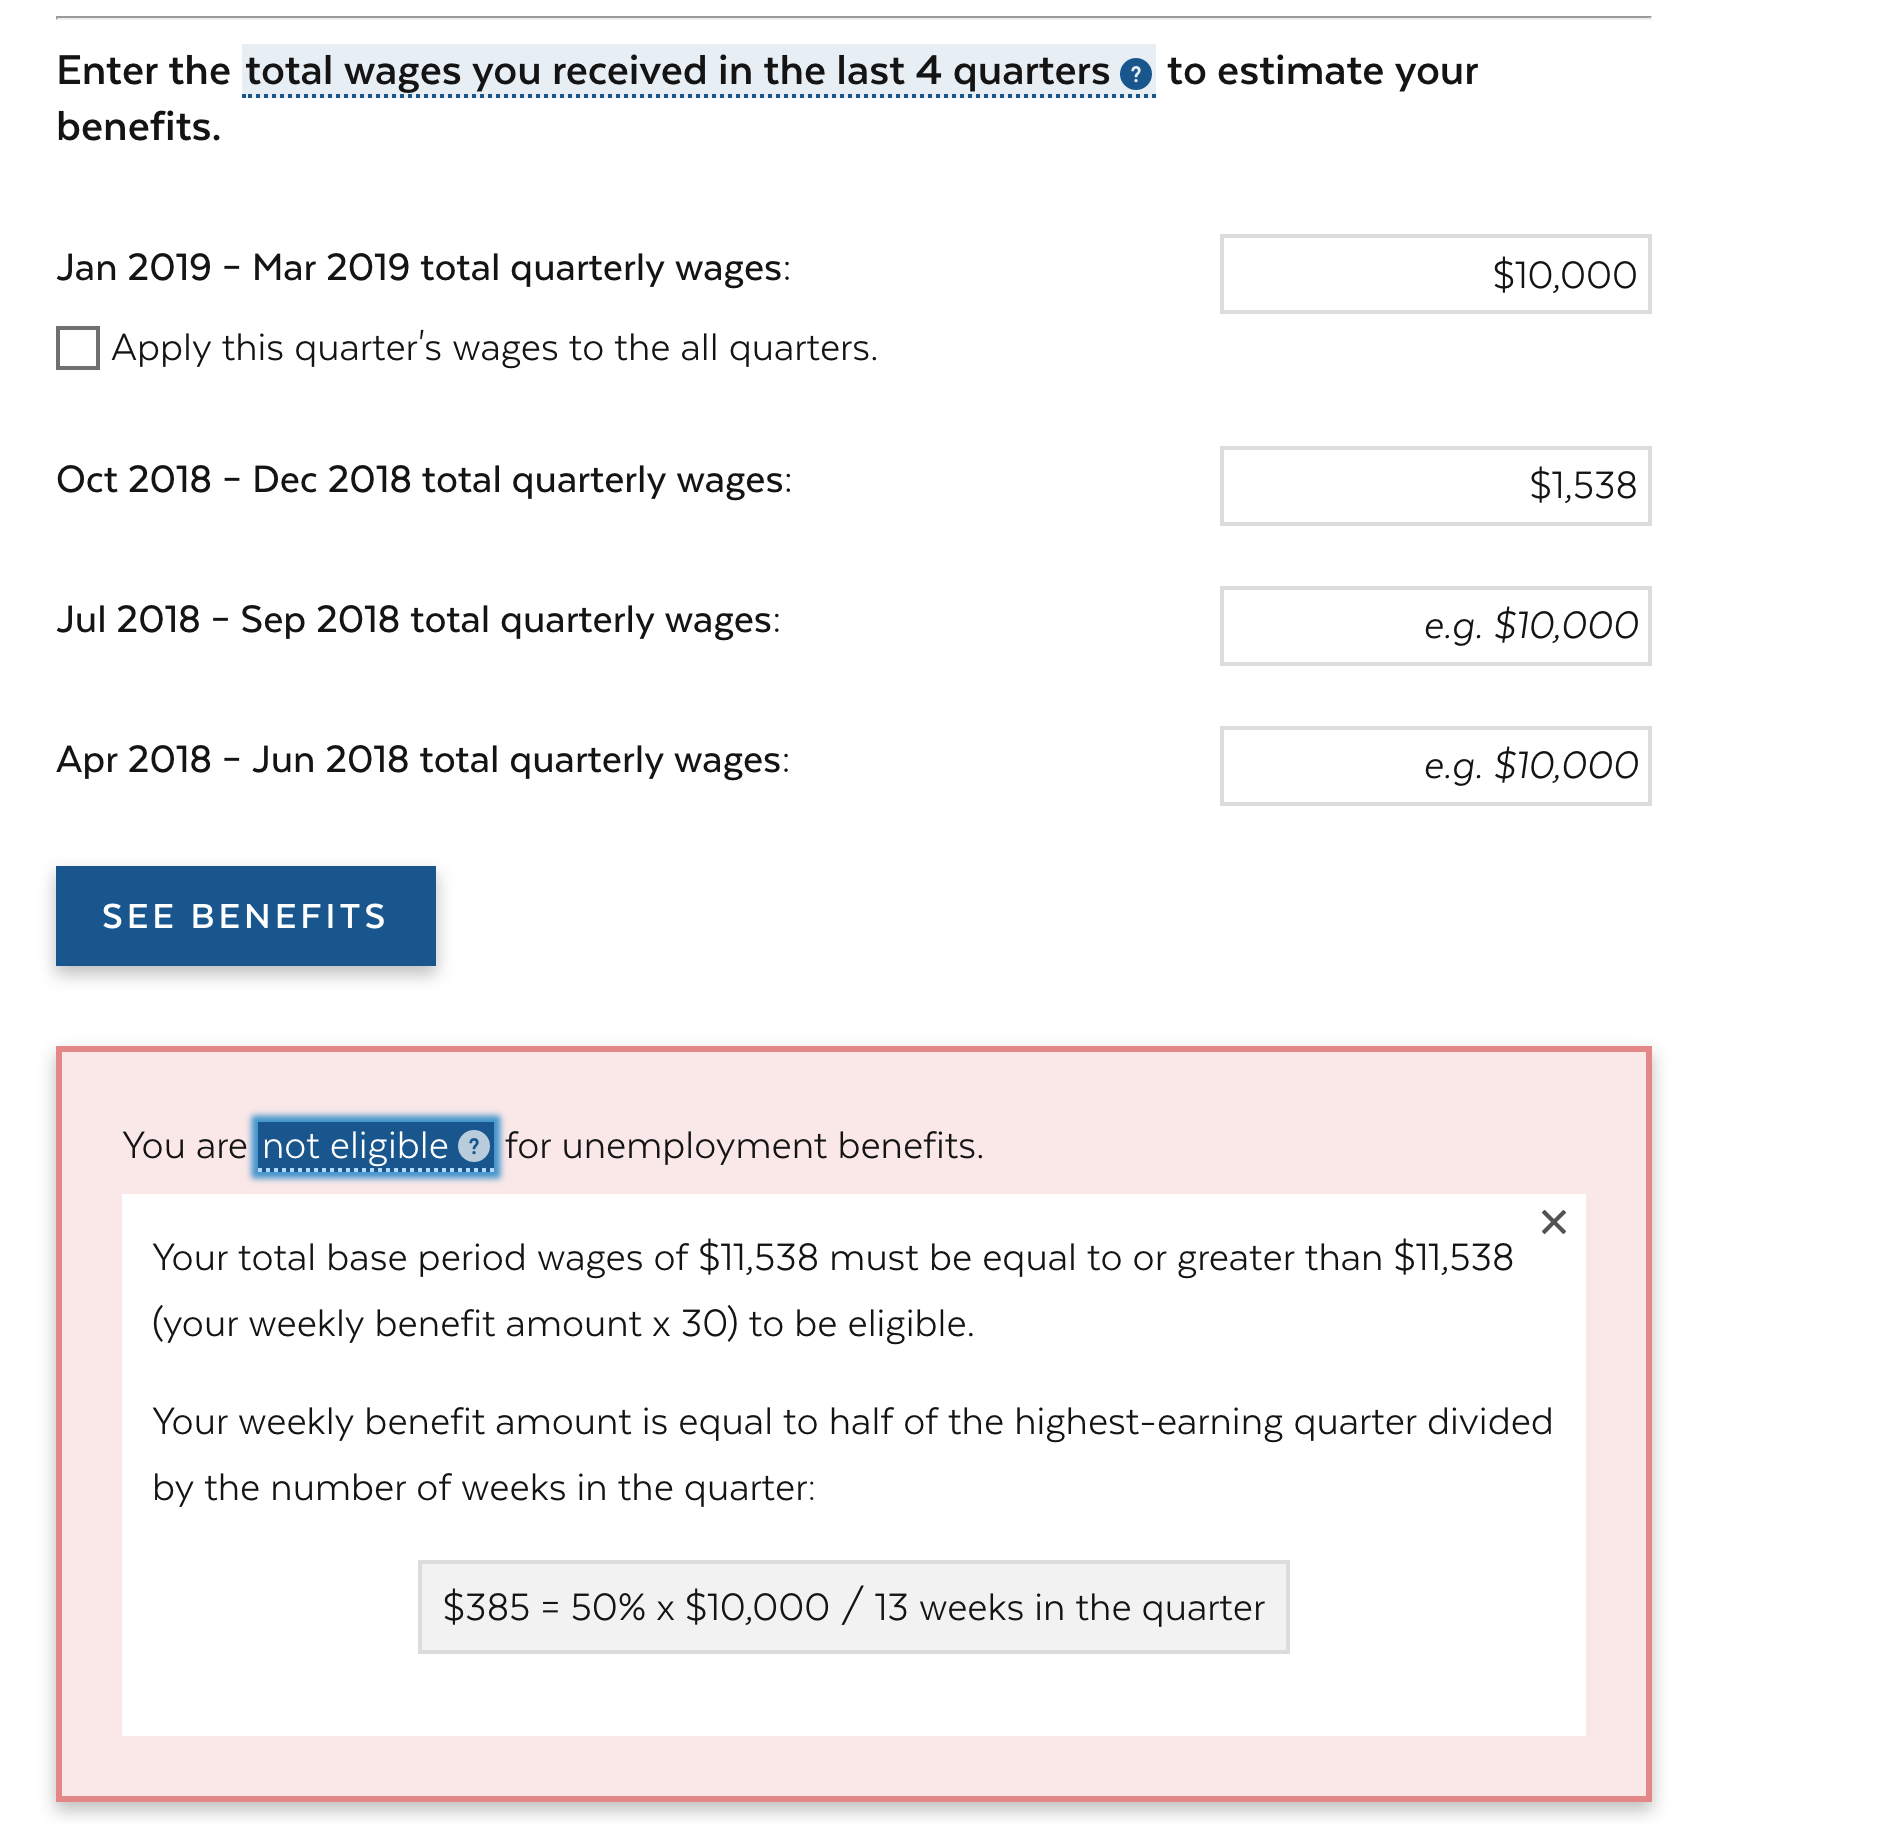 Enter the total wages you received in the last 4 quarters ? to estimate your
benefits.
Jan 2019 – Mar 2019 total quarterly wages:
$10,000
Apply this quarter's wages to the all quarters.
Oct 2018 – Dec 2018 total quarterly wages:
$1,538
Jul 2018 – Sep 2018 total quarterly wages:
e.g. $10,000
Apr 2018 – Jun 2018 total quarterly wages:
e.g. $10,000
SEE BENEFITS
You are not eligible ? for unemployment benefits.
Your total base period wages of $11,538 must be equal to or greater than $11,538
(your weekly benefit amount x 30) to be eligible.
Your weekly benefit amount is equal to half of the highest-earning quarter divided
by the number of weeks in the quarter:
$385 = 50% x $10,000 / 13 weeks in the quarter